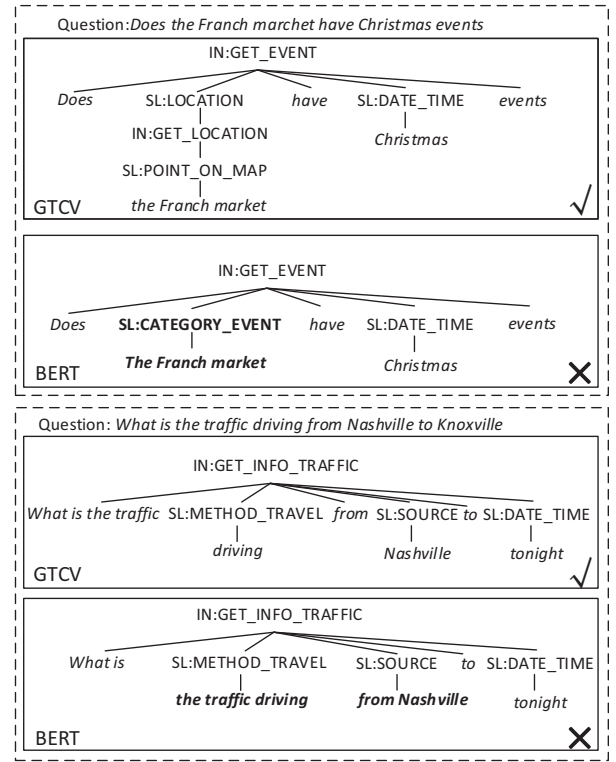 Question:Does the Franch marchet have Christmas events
IN:GET_EVENT
Does SL:LOCATION have SL:DATE_TIME events
IN:GET_LOCATION Christmas
SL:POINT_ON_MAP
the Franch market
GTCV
IN:GET_EVENT
Does SL:CATEGORY_EVENT have SL:DATE_TIME events
The Franch market Christmas
BERT
Question: What is the traffic driving from Nashville to Knoxville
IN:GET_INFO_TRAFFIC
What is the traffic SL:METHOD_TRAVEL from SL:SOURCE to SL:DATE_TIME
driving Nashville tonight
GTCV
IN:GET_INFO_TRAFFIC
What is SL:METHOD_TRAVEL SL:SOURCE to SL:DATE_TIME
the traffic driving from Nashville tonight
BERT